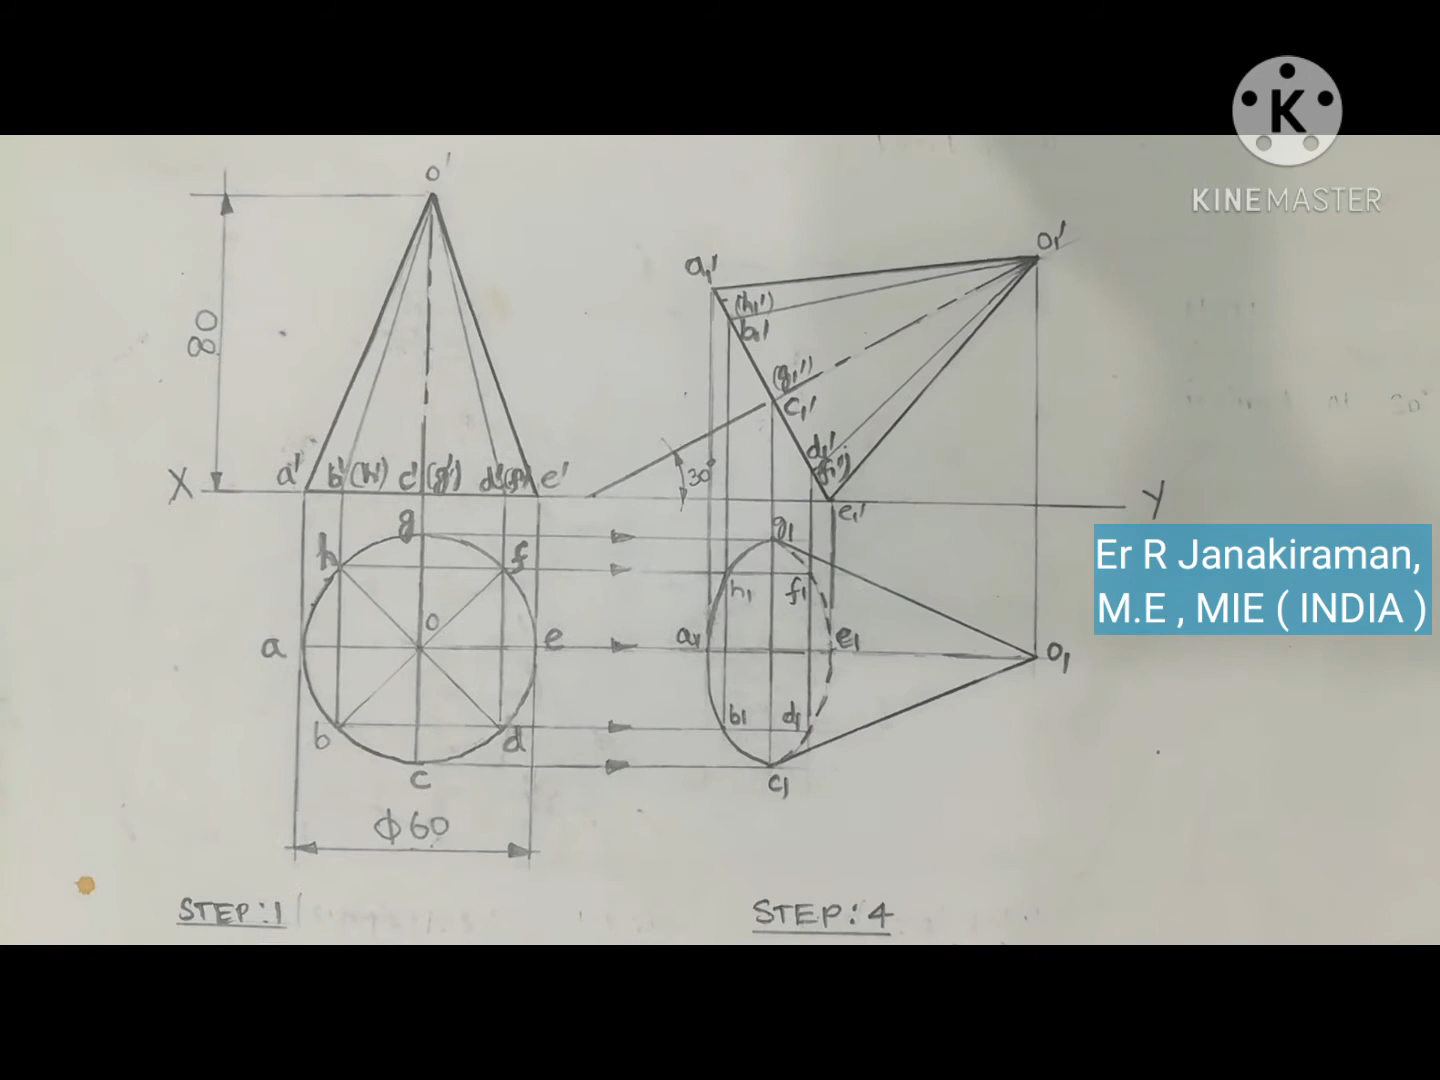 K
KINEMASTER
o'
80
a' b' (h') c' (g') d' (f') e'
X
Y
g
h
f
o
a
e
b
d
c
Φ60
STEP:1
o₁'
a₁'
(h₁')
b₁'
(g₁')
c₁'
d₁'
(f₁')
30°
e₁'
g₁
h₁
f₁
a₁
e₁
o₁
b₁
d₁
c₁
STEP:4
Er R Janakiraman,
M.E , MIE ( INDIA )